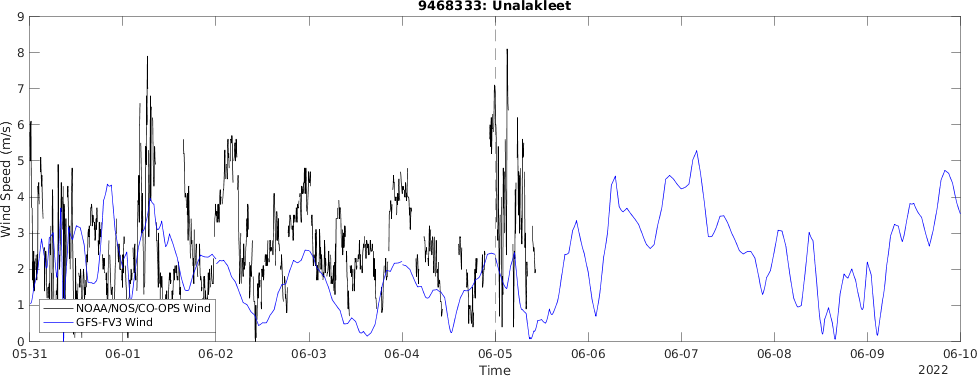 9468333: Unalakleet
9
8
7
6
5
4
3
2
1
0
Wind Speed (m/s)
NOAA/NOS/CO-OPS Wind
GFS-FV3 Wind
05-31 06-01 06-02 06-03 06-04 06-05 06-06 06-07 06-08 06-09 06-10
Time
2022